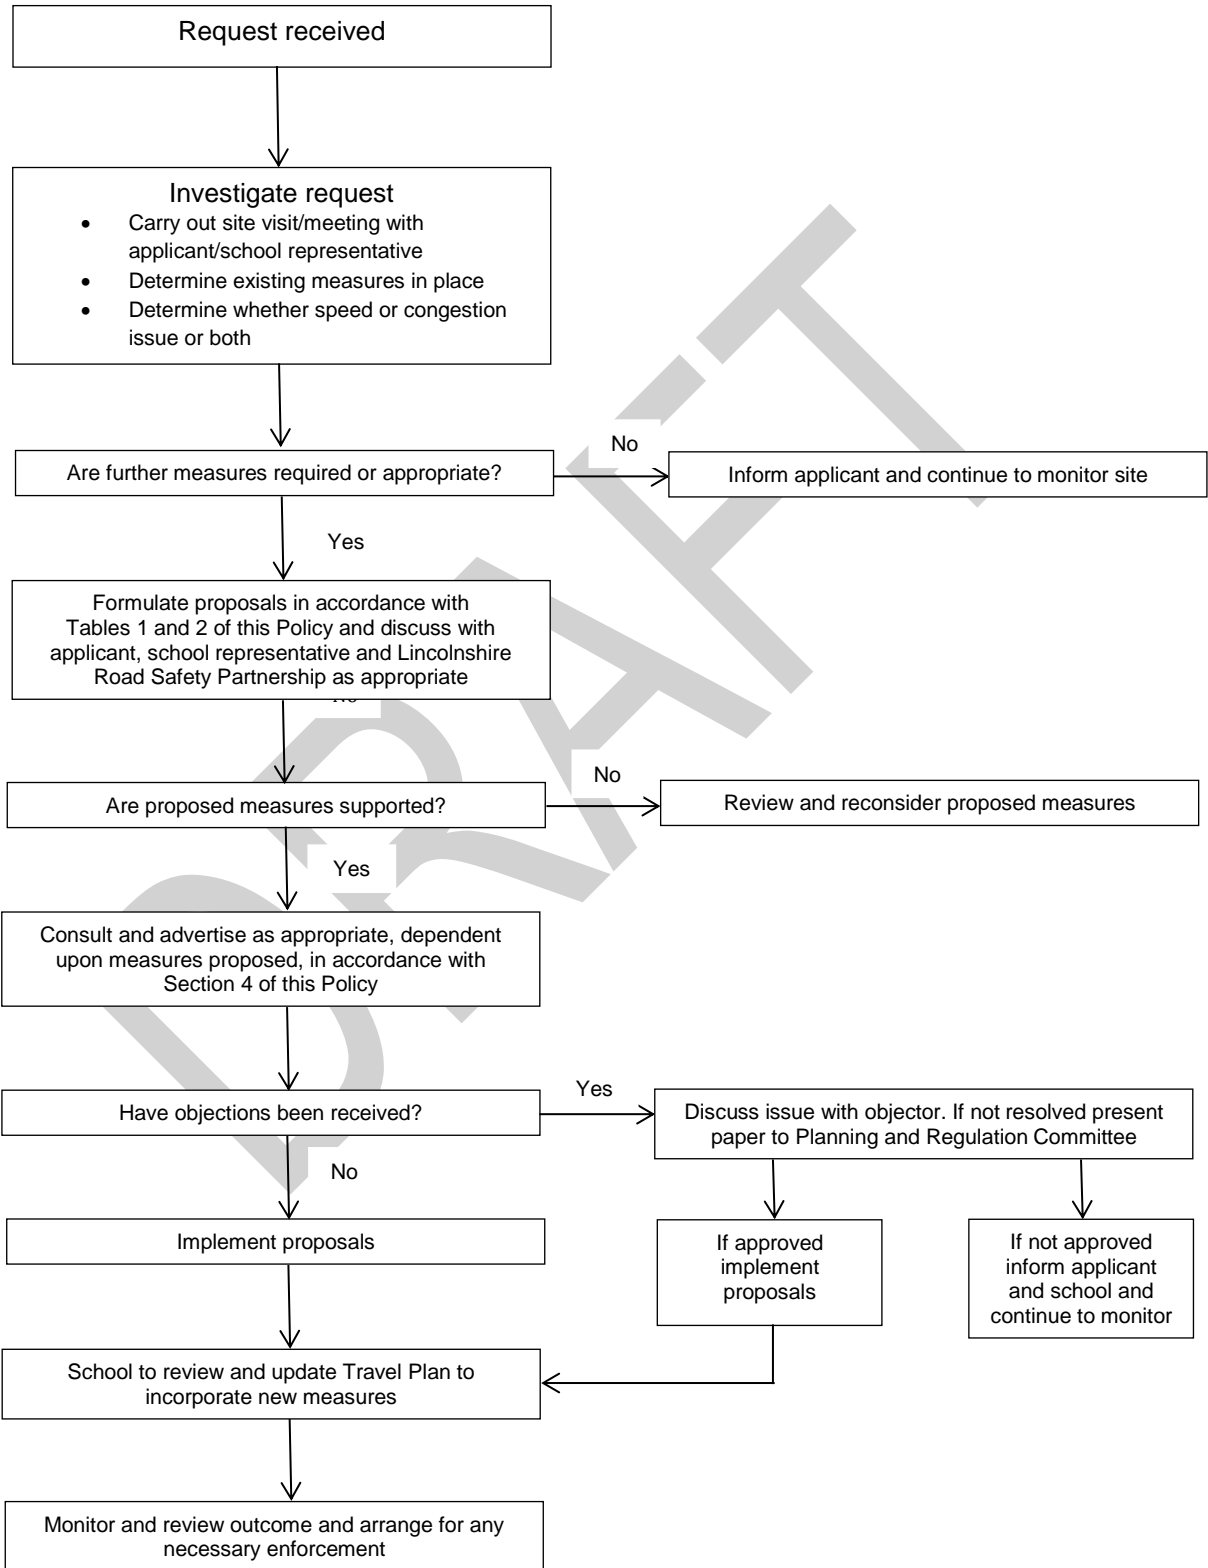 Request received
Investigate request
• Carry out site visit/meeting with
applicant/school representative
• Determine existing measures in place
• Determine whether speed or congestion
issue or both
Are further measures required or appropriate?
No
Inform applicant and continue to monitor site
Yes
Formulate proposals in accordance with
Tables 1 and 2 of this Policy and discuss with
applicant, school representative and Lincolnshire
Road Safety Partnership as appropriate
Are proposed measures supported?
No
Review and reconsider proposed measures
Yes
Consult and advertise as appropriate, dependent
upon measures proposed, in accordance with
Section 4 of this Policy
Have objections been received?
Yes
Discuss issue with objector. If not resolved present
paper to Planning and Regulation Committee
No
Implement proposals
If approved
implement
proposals
If not approved
inform applicant
and school and
continue to monitor
School to review and update Travel Plan to
incorporate new measures
Monitor and review outcome and arrange for any
necessary enforcement
DRAFT